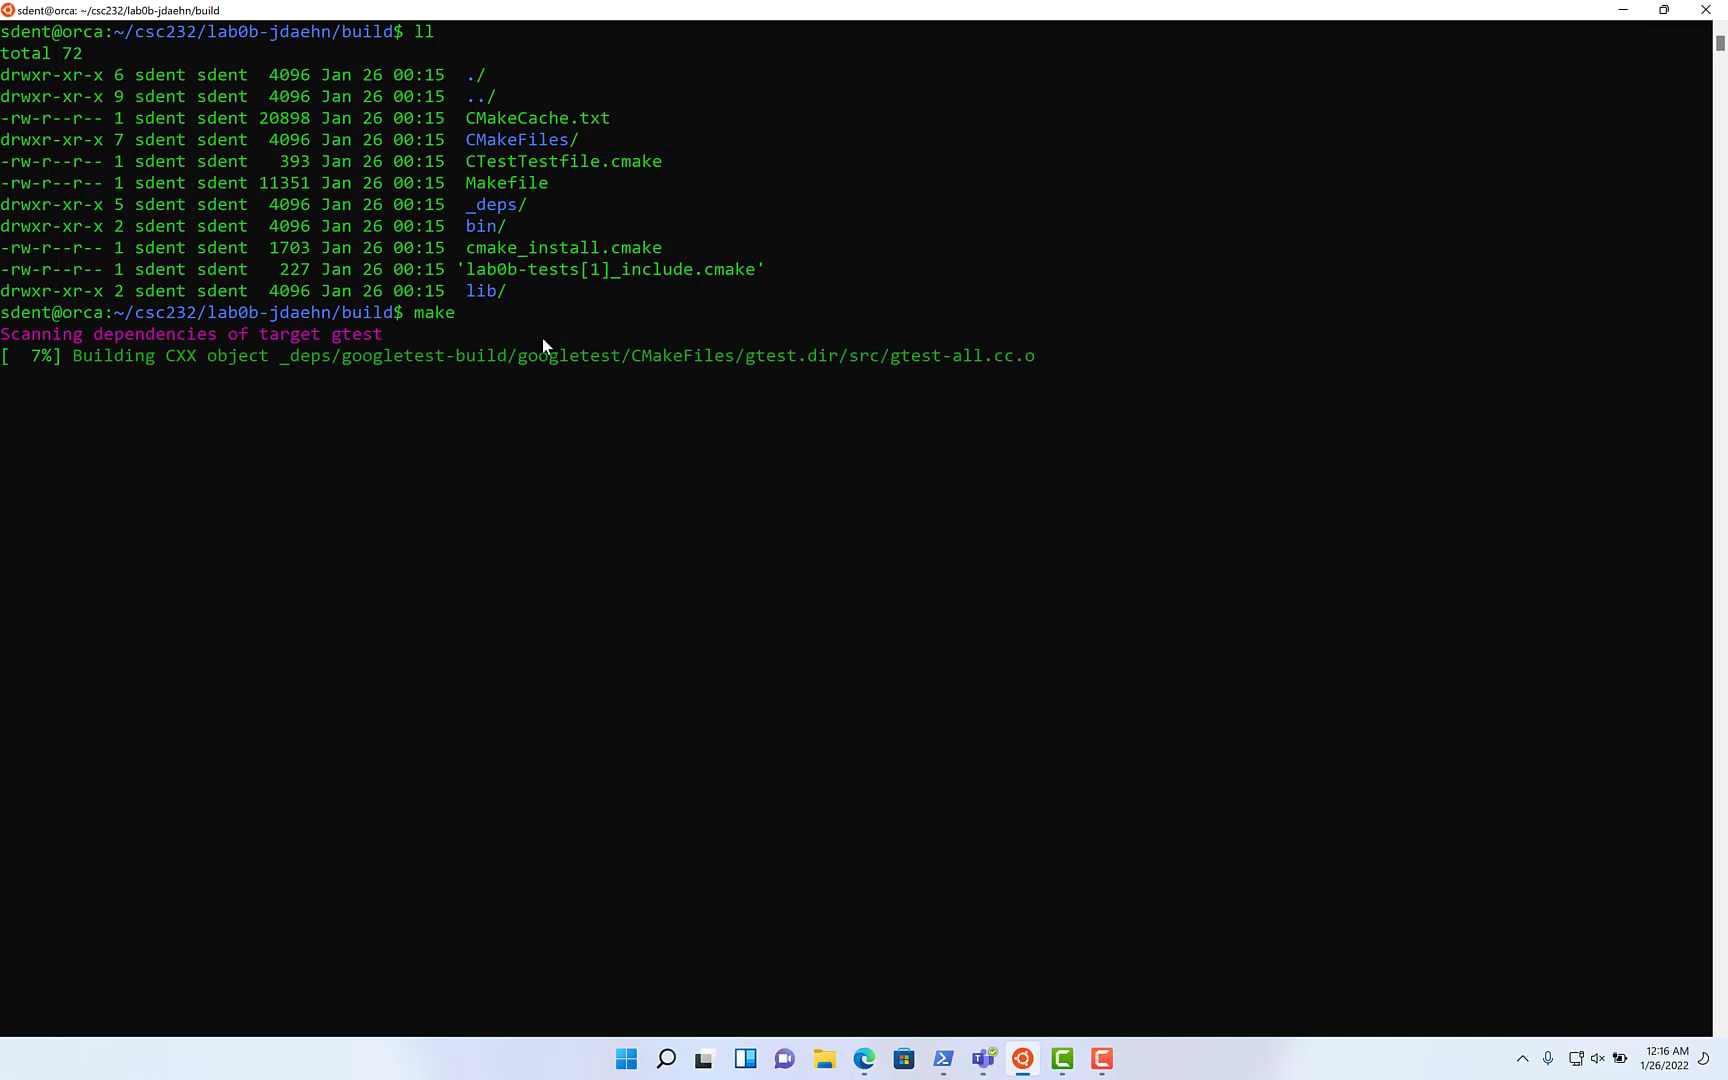 sdent@orca: ~/csc232/lab0b-jdaehn/build
sdent@orca:~/csc232/lab0b-jdaehn/build$ ll
total 72
drwxr-xr-x 6 sdent sdent  4096 Jan 26 00:15  ./
drwxr-xr-x 9 sdent sdent  4096 Jan 26 00:15  ../
-rw-r--r-- 1 sdent sdent 20898 Jan 26 00:15  CMakeCache.txt
drwxr-xr-x 7 sdent sdent  4096 Jan 26 00:15  CMakeFiles/
-rw-r--r-- 1 sdent sdent   393 Jan 26 00:15  CTestTestfile.cmake
-rw-r--r-- 1 sdent sdent 11351 Jan 26 00:15  Makefile
drwxr-xr-x 5 sdent sdent  4096 Jan 26 00:15  _deps/
drwxr-xr-x 2 sdent sdent  4096 Jan 26 00:15  bin/
-rw-r--r-- 1 sdent sdent  1703 Jan 26 00:15  cmake_install.cmake
-rw-r--r-- 1 sdent sdent   227 Jan 26 00:15 'lab0b-tests[1]_include.cmake'
drwxr-xr-x 2 sdent sdent  4096 Jan 26 00:15  lib/
sdent@orca:~/csc232/lab0b-jdaehn/build$ make
Scanning dependencies of target gtest
[  7%] Building CXX object _deps/googletest-build/googletest/CMakeFiles/gtest.dir/src/gtest-all.cc.o
12:16 AM
1/26/2022